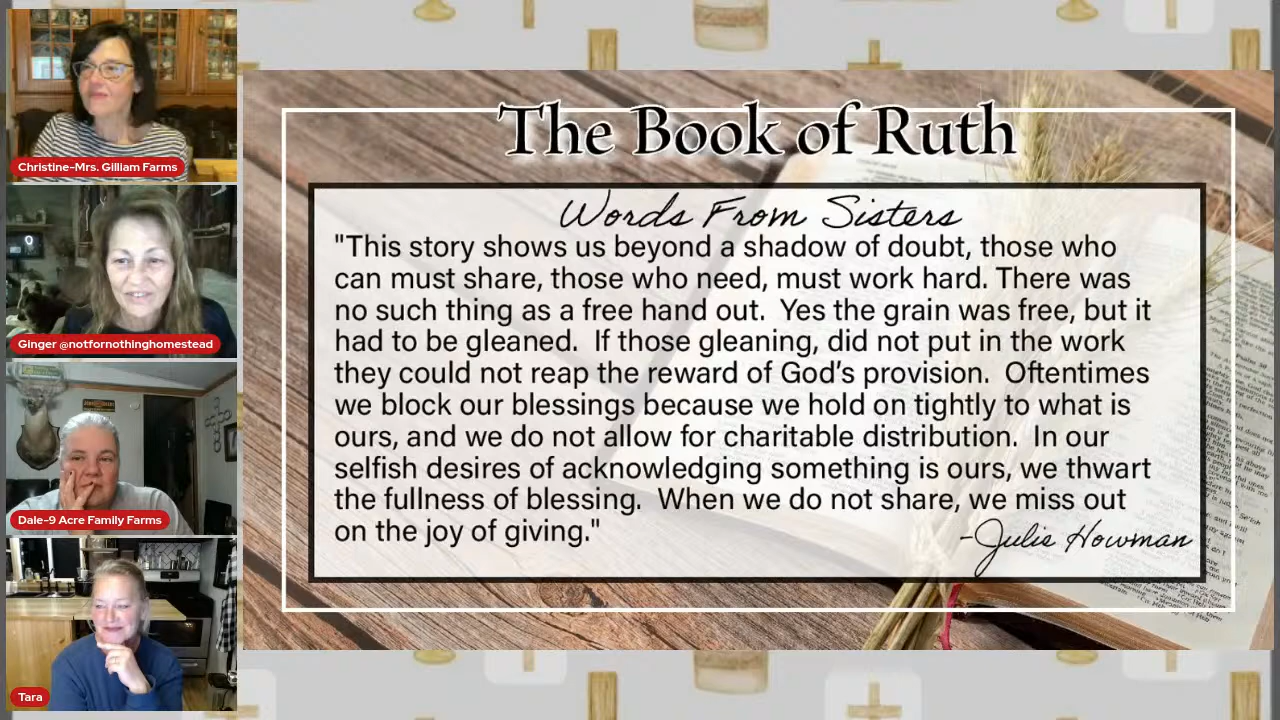 The Book of Ruth
Words From Sisters
"This story shows us beyond a shadow of doubt, those who
can must share, those who need, must work hard. There was
no such thing as a free hand out.  Yes the grain was free, but it
had to be gleaned.  If those gleaning, did not put in the work
they could not reap the reward of God's provision.  Oftentimes
we block our blessings because we hold on tightly to what is
ours, and we do not allow for charitable distribution.  In our
selfish desires of acknowledging something is ours, we thwart
the fullness of blessing.  When we do not share, we miss out
on the joy of giving."
-Julie Howman
Christine-Mrs. Gilliam Farms
Ginger @notfornothinghomestead
Dale-9 Acre Family Farms
Tara